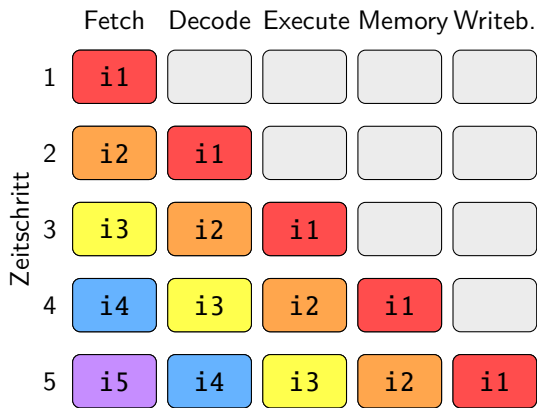 Fetch Decode Execute Memory Writeb.
1 i1
2 i2 i1
3 i3 i2 i1
4 i4 i3 i2 i1
5 i5 i4 i3 i2 i1
Zeitschritt